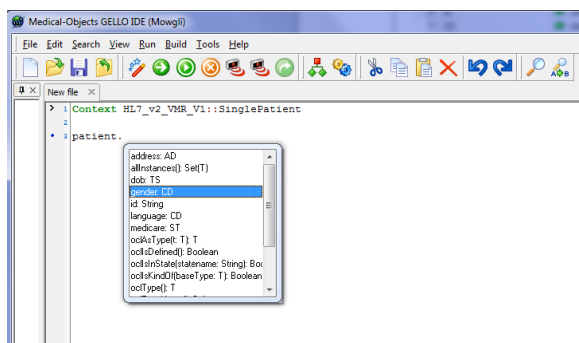 Medical-Objects GELLO IDE (Mowgli)
File Edit Search View Run Build Tools Help
New file
1 Context HL7_v2_VMR_V1::SinglePatient
2
3 patient.
address: AD
allInstances(): Set(T)
dob: TS
gender: CD
id: String
language: CD
medicare: ST
oclAsType(t: T): T
oclIsDefined(): Boolean
oclIsInState(statename: String): Boo
oclIsKindOf(baseType: T): Boolean
oclType(): T